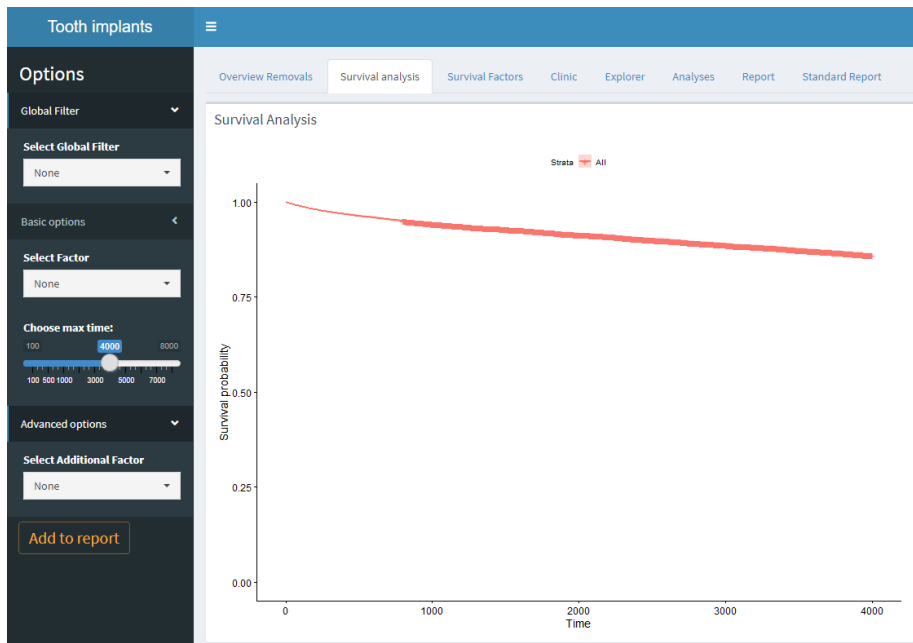 Tooth implants
Options
Global Filter
Select Global Filter
None
Basic options
Select Factor
None
Choose max time:
100 4000 8000
100 500 1000 3000 5000 7000
Advanced options
Select Additional Factor
None
Add to report
Overview Removals Survival analysis Survival Factors Clinic Explorer Analyses Report Standard Report
Survival Analysis
Strata All
Survival probability
1.00
0.75
0.50
0.25
0.00
0 1000 2000 3000 4000
Time